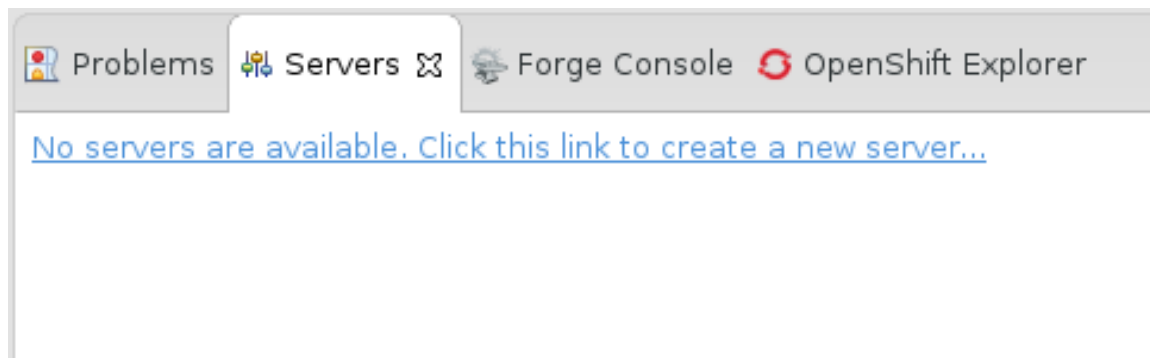 Problems Servers Forge Console OpenShift Explorer
No servers are available. Click this link to create a new server...